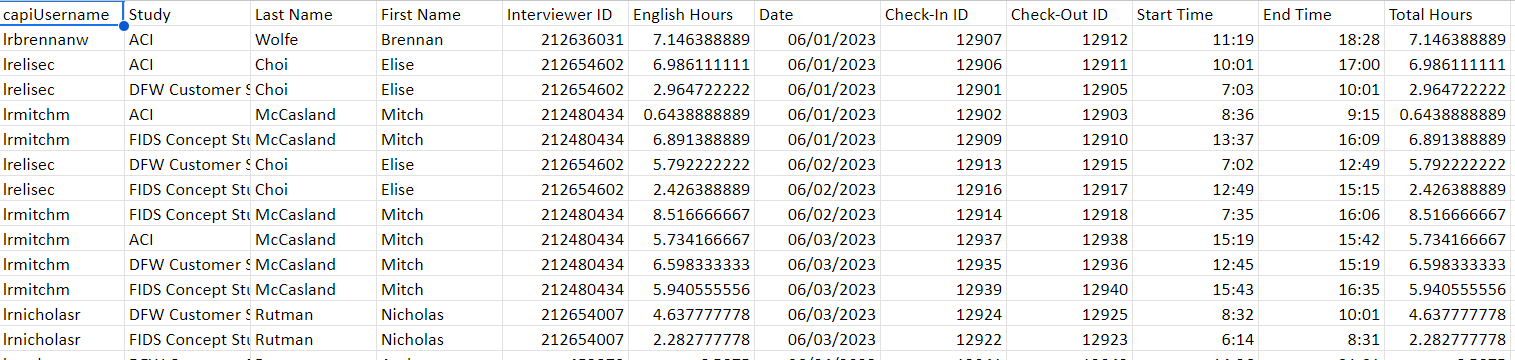 capiUsername Study Last Name First Name Interviewer ID English Hours Date Check-In ID Check-Out ID Start Time End Time Total Hours
lrbrennanw ACI Wolfe Brennan 212636031 7.146388889 06/01/2023 12907 12912 11:19 18:28 7.146388889
lrelisec ACI Choi Elise 212654602 6.986111111 06/01/2023 12906 12911 10:01 17:00 6.986111111
lrelisec DFW Customer S Choi Elise 212654602 2.964722222 06/01/2023 12901 12905 7:03 10:01 2.964722222
lrmitchm ACI McCasland Mitch 212480434 0.6438888889 06/01/2023 12902 12903 8:36 9:15 0.6438888889
lrmitchm FIDS Concept Stu McCasland Mitch 212480434 6.891388889 06/01/2023 12909 12910 13:37 16:09 6.891388889
lrelisec DFW Customer S Choi Elise 212654602 5.792222222 06/02/2023 12913 12915 7:02 12:49 5.792222222
lrelisec FIDS Concept Stu Choi Elise 212654602 2.426388889 06/02/2023 12916 12917 12:49 15:15 2.426388889
lrmitchm FIDS Concept Stu McCasland Mitch 212480434 8.516666667 06/02/2023 12914 12918 7:35 16:06 8.516666667
lrmitchm ACI McCasland Mitch 212480434 5.734166667 06/03/2023 12937 12938 15:19 15:42 5.734166667
lrmitchm DFW Customer S McCasland Mitch 212480434 6.598333333 06/03/2023 12935 12936 12:45 15:19 6.598333333
lrmitchm FIDS Concept Stu McCasland Mitch 212480434 5.940555556 06/03/2023 12939 12940 15:43 16:35 5.940555556
lrnicholasr DFW Customer S Rutman Nicholas 212654007 4.637777778 06/03/2023 12924 12925 8:32 10:01 4.637777778
lrnicholasr FIDS Concept Stu Rutman Nicholas 212654007 2.282777778 06/03/2023 12922 12923 6:14 8:31 2.282777778